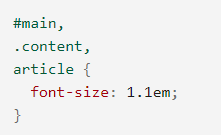 #main,
.content,
article {
  font-size: 1.1em;
}